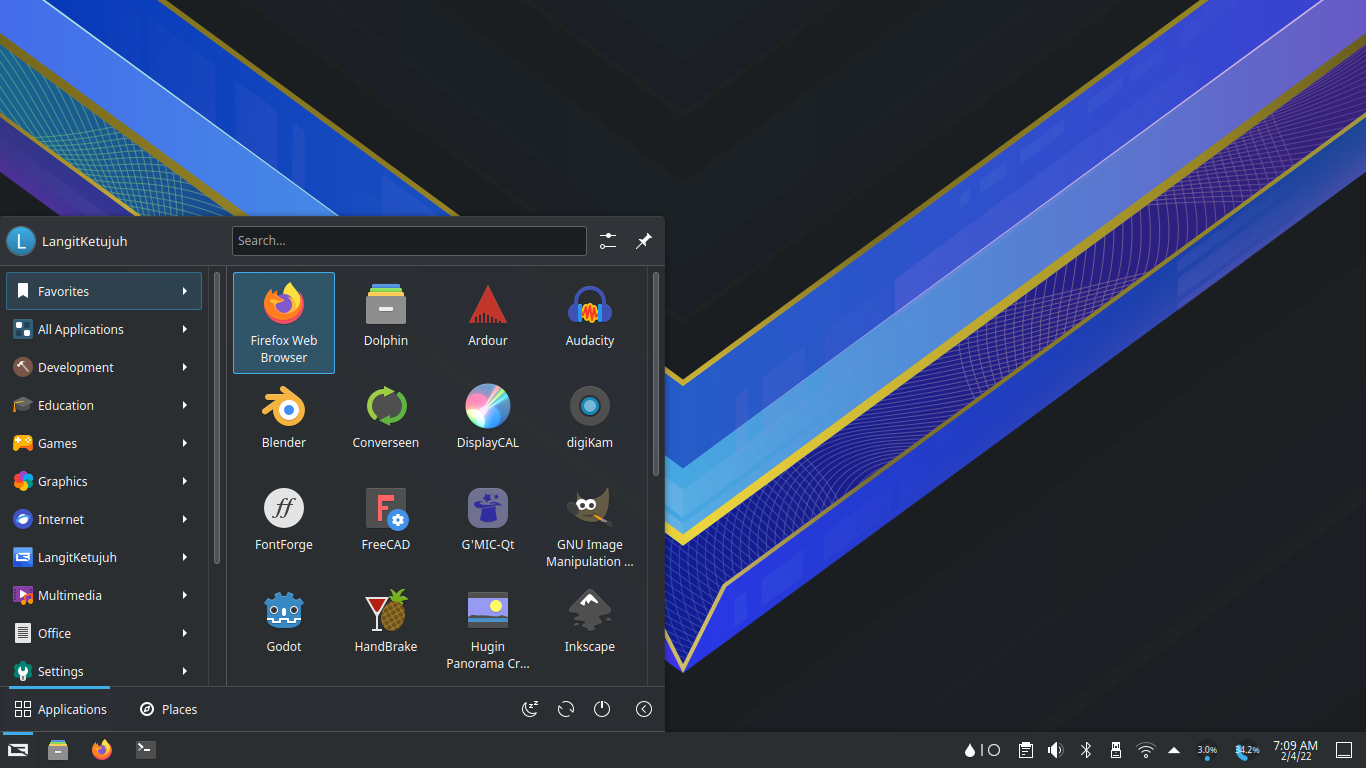 LangitKetujuh
Search...
Favorites
All Applications
Development
Education
Games
Graphics
Internet
LangitKetujuh
Multimedia
Office
Settings
Firefox Web
Browser
Dolphin
Ardour
Audacity
Blender
Converseen
DisplayCAL
digiKam
FontForge
FreeCAD
G'MIC-Qt
GNU Image
Manipulation ...
Godot
HandBrake
Hugin
Panorama Cr...
Inkscape
Applications
Places
3.0%
34.2%
7:09 AM
2/4/22